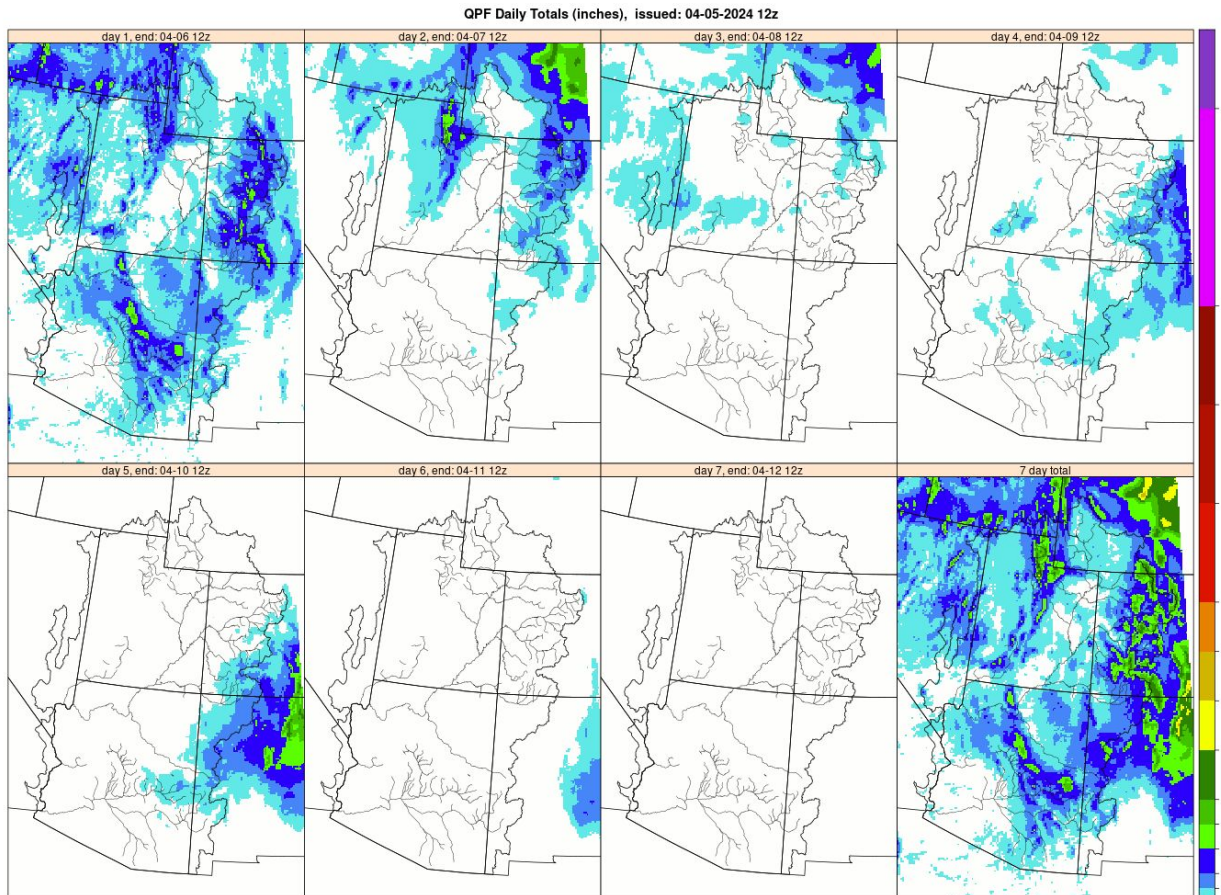 QPF Daily Totals (inches), issued: 04-05-2024 12z
day 1, end: 04-06 12z
day 2, end: 04-07 12z
day 3, end: 04-08 12z
day 4, end: 04-09 12z
day 5, end: 04-10 12z
day 6, end: 04-11 12z
day 7, end: 04-12 12z
7 day total